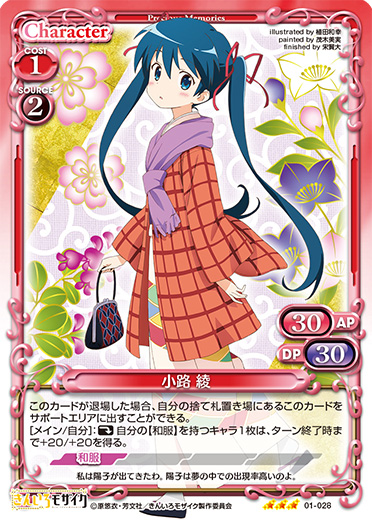 Precious Memories
Character
illustrated by 植田和幸
painted by 茂木美実
finished by 宋賢大
COST
1
SOURCE
2
30 AP
DP 30
小路 綾
このカードが退場した場合、自分の捨て札置き場にあるこのカードを
サポートエリアに出すことができる。
[メイン/自分]: 自分の【和服】を持つキャラ1枚は、ターン終了時ま
で+20/+20を得る。
和服
私は陽子が出てきたわ。陽子は夢の中での出現率高いのよ。
きんいろモザイク
©原悠衣・芳文社/きんいろモザイク製作委員会
01-028